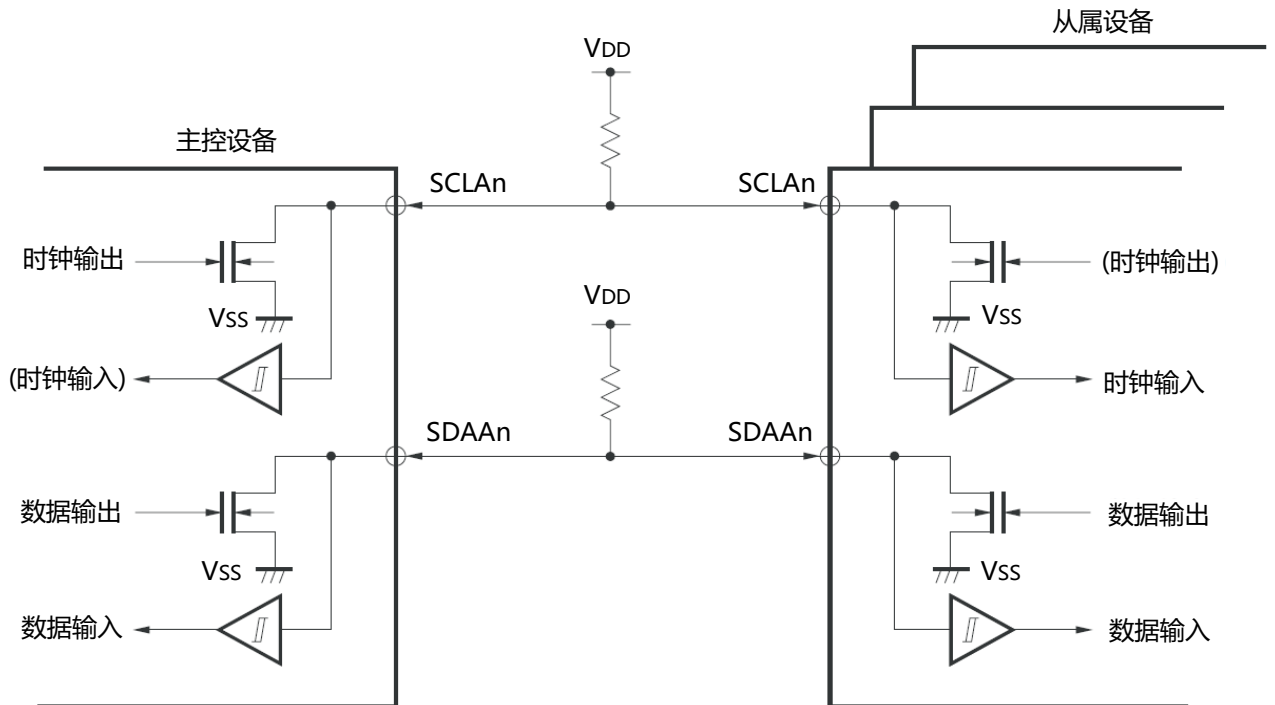 从属设备
VDD
主控设备
SCLAn
SCLAn
时钟输出
(时钟输出)
VSS
VSS
VDD
(时钟输入)
时钟输入
SDAAn
SDAAn
数据输出
数据输出
VSS
VSS
数据输入
数据输入